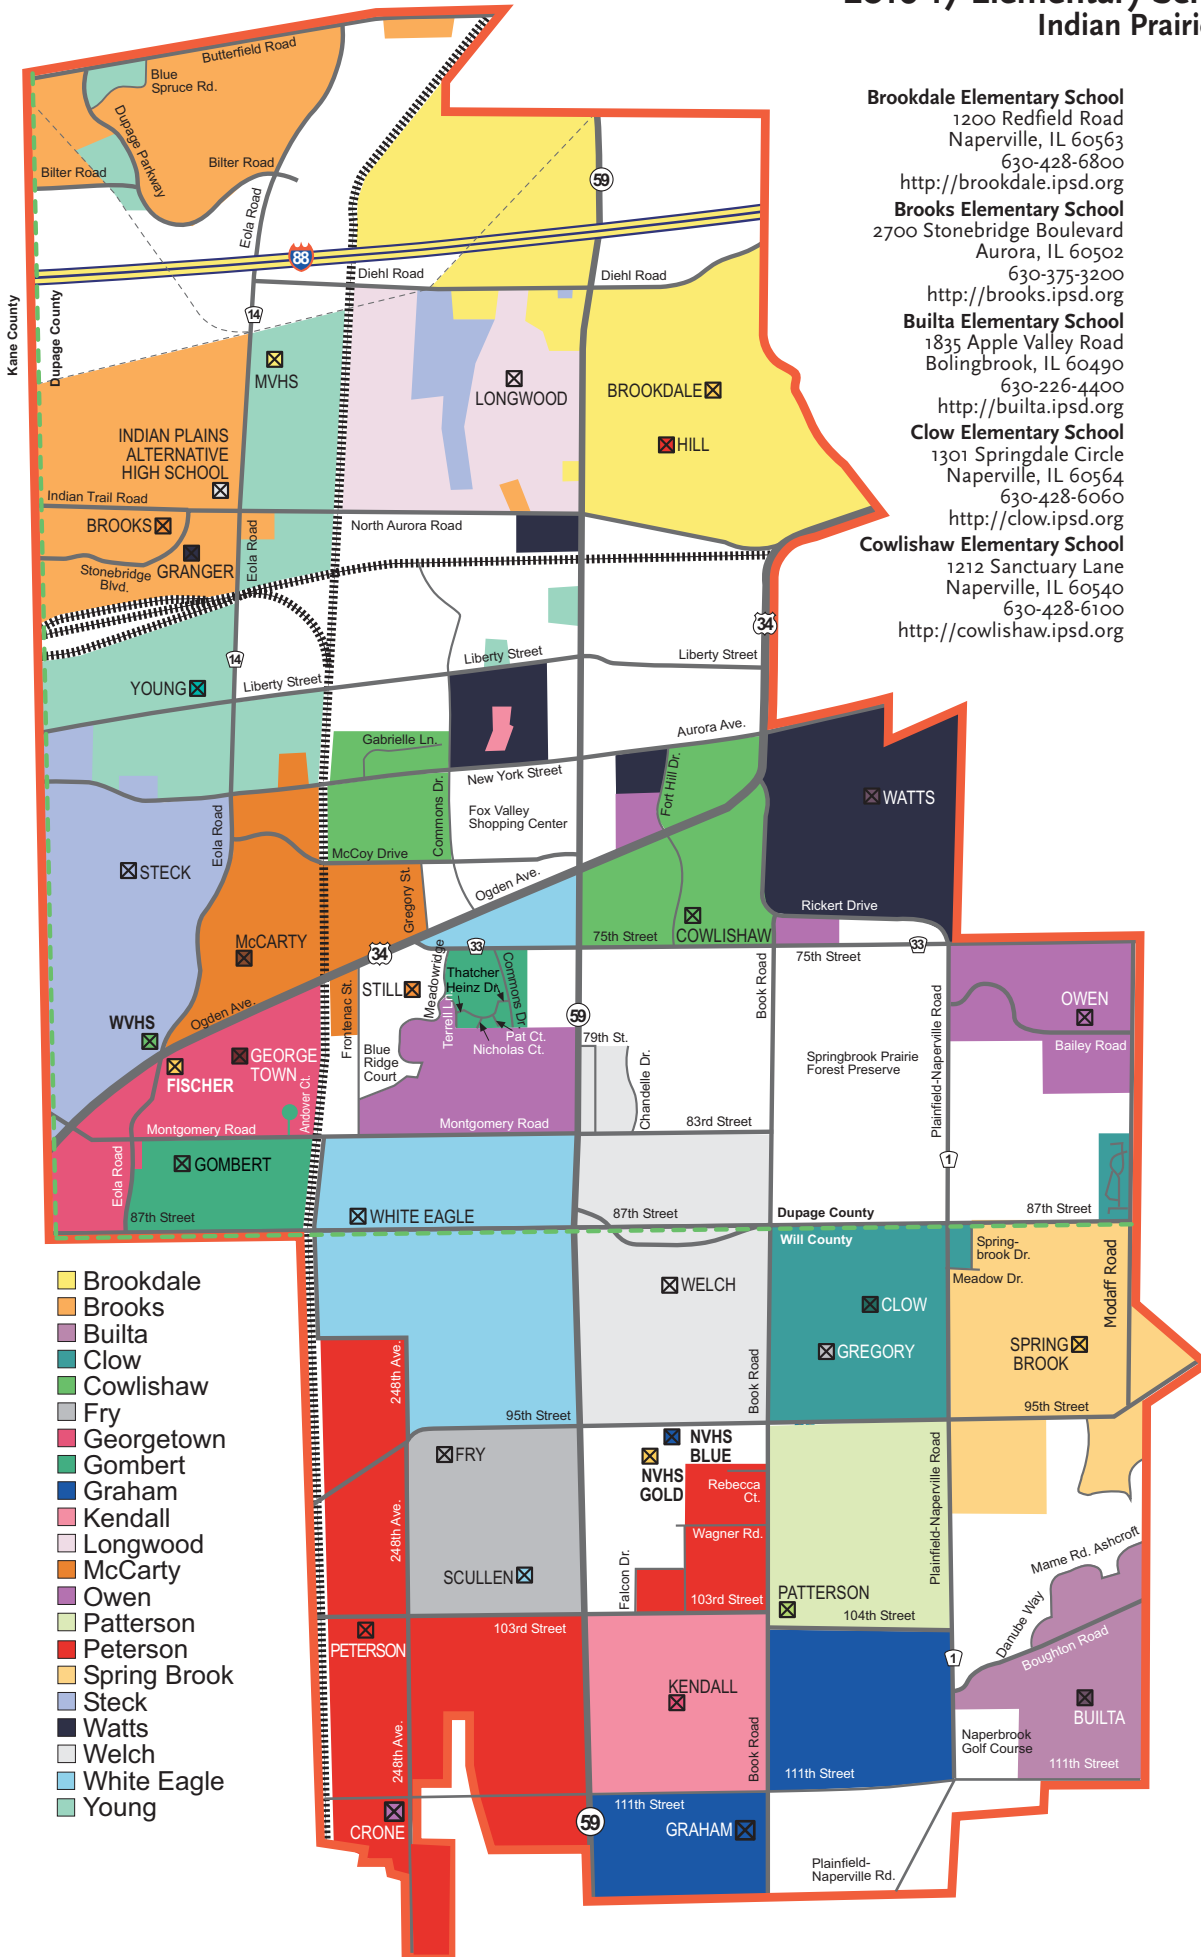 Indian Prairi
Brookdale Elementary School
1200 Redfield Road
Naperville, IL 60563
630-428-6800
http://brookdale.ipsd.org
Brooks Elementary School
2700 Stonebridge Boulevard
Aurora, IL 60502
630-375-3200
http://brooks.ipsd.org
Builta Elementary School
1835 Apple Valley Road
Bolingbrook, IL 60490
630-226-4400
http://builta.ipsd.org
Clow Elementary School
1301 Springdale Circle
Naperville, IL 60564
630-428-6060
http://clow.ipsd.org
Cowlishaw Elementary School
1212 Sanctuary Lane
Naperville, IL 60540
630-428-6100
http://cowlishaw.ipsd.org
Butterfield Road
Blue
Spruce Rd.
Dupage Parkway
Bilter Road
Bilter Road
Eola Road
59
88
Diehl Road
Diehl Road
Kane County
Dupage County
14
MVHS
LONGWOOD
BROOKDALE
HILL
INDIAN PLAINS
ALTERNATIVE
HIGH SCHOOL
Indian Trail Road
BROOKS
North Aurora Road
Eola Road
Stonebridge
Blvd.
GRANGER
34
14
Liberty Street
Liberty Street
Liberty Street
YOUNG
Aurora Ave.
Gabrielle Ln.
New York Street
Commons Dr.
Fort Hill Dr.
Fox Valley
Shopping Center
WATTS
Eola Road
McCoy Drive
STECK
Gregory St.
Ogden Ave.
Rickert Drive
McCARTY
75th Street
COWLISHAW
34
33
33
75th Street
Meadowridge
Thatcher
Heinz Dr.
Commons Dr.
STILL
Frontenac St.
Terrell Ln.
Book Road
Plainfield-Naperville Road
OWEN
Ogden Ave.
WVHS
59
Pat Ct.
Nicholas Ct.
79th St.
Bailey Road
GEORGE
TOWN
FISCHER
Blue
Ridge
Court
Chandelle Dr.
Springbrook Prairie
Forest Preserve
Andover Ct.
Montgomery Road
Montgomery Road
83rd Street
1
Eola Road
GOMBERT
87th Street
WHITE EAGLE
87th Street
Dupage County
87th Street
Will County
Spring-
brook Dr.
Meadow Dr.
Modaff Road
WELCH
CLOW
GREGORY
SPRING
BROOK
248th Ave.
Book Road
95th Street
95th Street
Brookdale
Brooks
Builta
Clow
Cowlishaw
Fry
Georgetown
Gombert
Graham
Kendall
Longwood
McCarty
Owen
Patterson
Peterson
Spring Brook
Steck
Watts
Welch
White Eagle
Young
FRY
NVHS
BLUE
NVHS
GOLD
Rebecca
Ct.
Wagner Rd.
Plainfield-Naperville Road
248th Ave.
SCULLEN
Falcon Dr.
103rd Street
PATTERSON
104th Street
Mame Rd. Ashcroft
Danube Way
Boughton Road
PETERSON
103rd Street
1
KENDALL
BUILTA
248th Ave.
Book Road
Naperbrook
Golf Course
111th Street
111th Street
111th Street
CRONE
59
GRAHAM
Plainfield-
Naperville Rd.